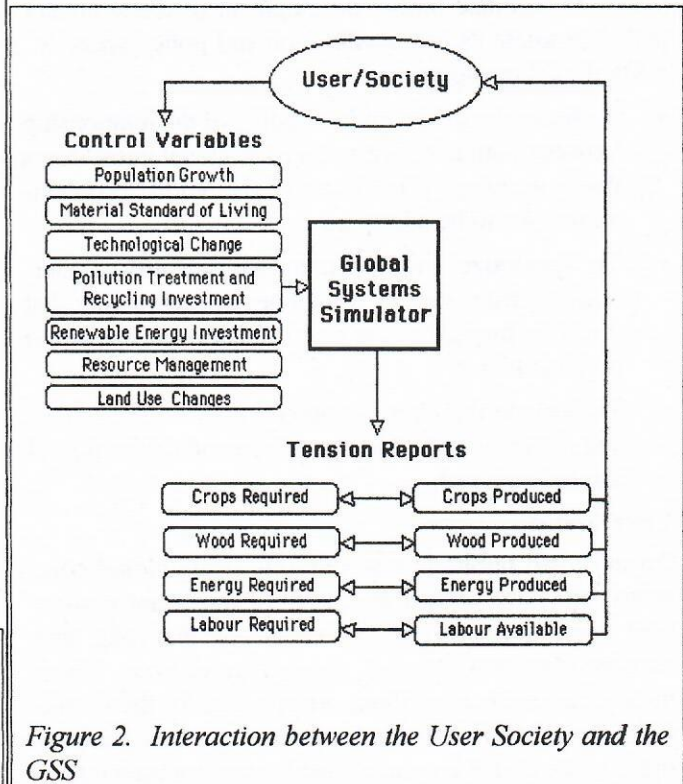 User/Society
Control Variables
Population Growth
Material Standard of Living
Technological Change
Pollution Treatment and
Recycling Investment
Renewable Energy Investment
Resource Management
Land Use Changes
Global
Systems
Simulator
Tension Reports
Crops Required
Crops Produced
Wood Required
Wood Produced
Energy Required
Energy Produced
Labour Required
Labour Available
Figure 2. Interaction between the User Society and the
GSS